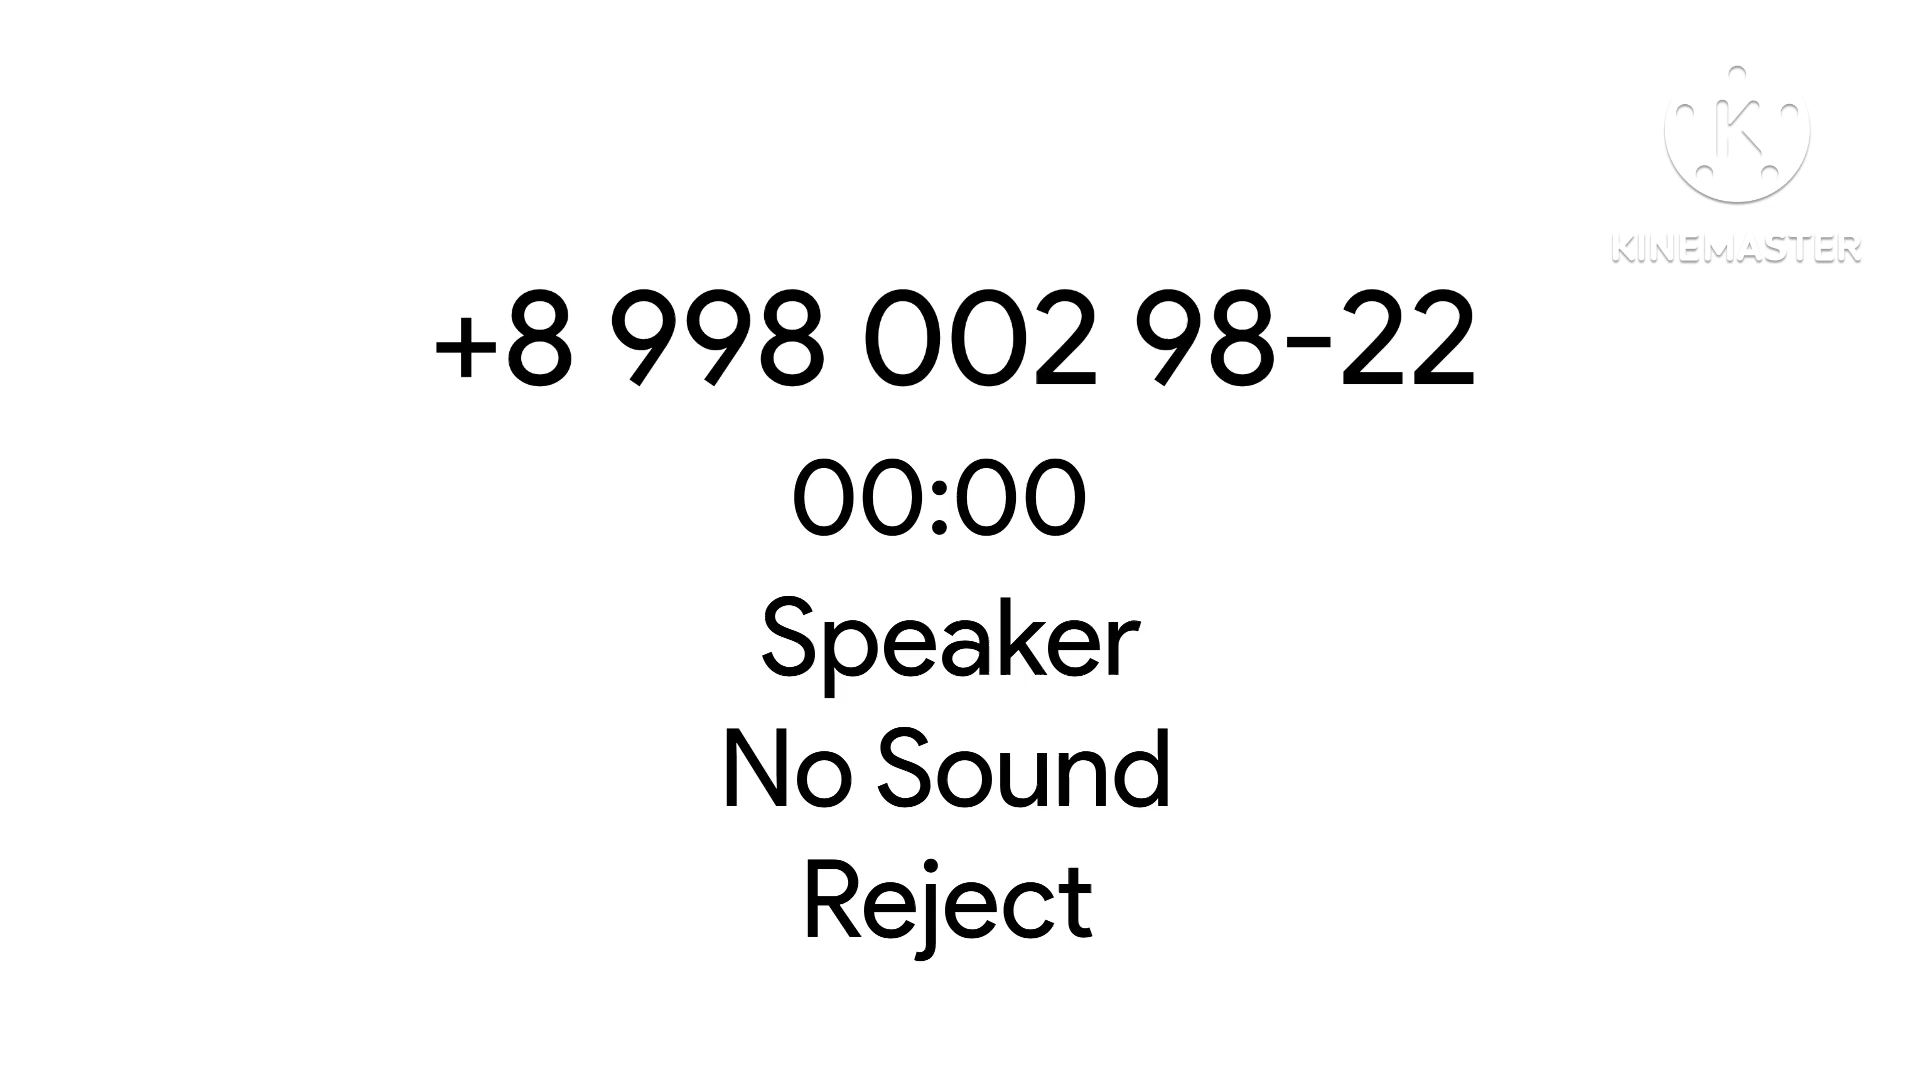 K
KINEMASTER
+8 998 002 98-22
00:00
Speaker
No Sound
Reject